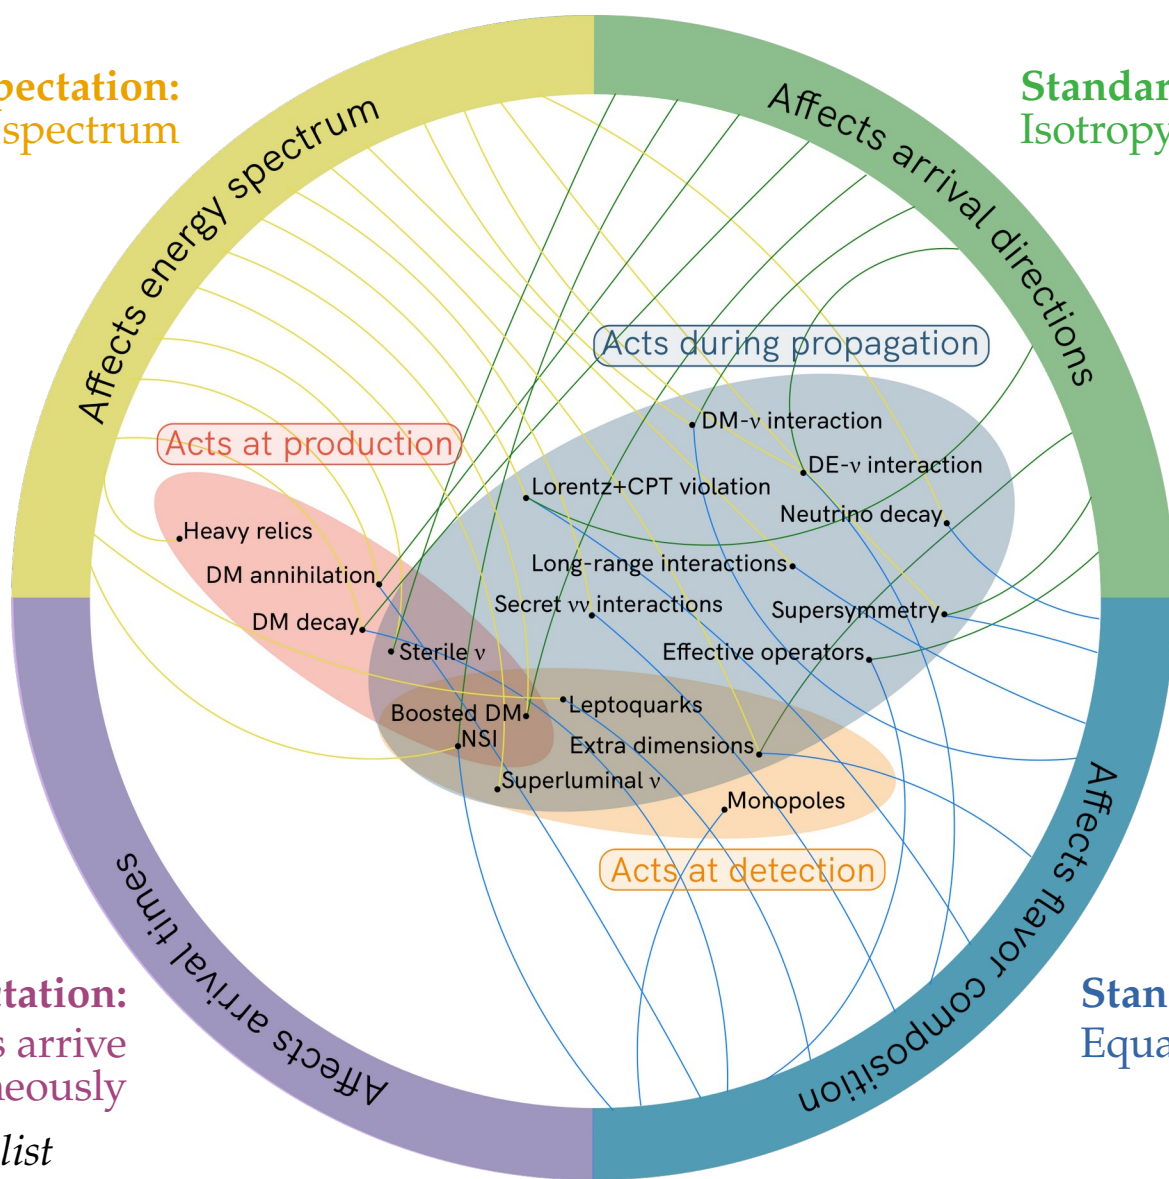 pectation:
spectrum
Standar
Isotropy
Affects energy spectrum
Affects arrival directions
Acts during propagation
DM-ν interaction
Acts at production
DE-ν interaction
Lorentz+CPT violation
Neutrino decay
Heavy relics
Long-range interactions
DM annihilation
Secret νν interactions
Supersymmetry
DM decay
Sterile ν
Effective operators
Leptoquarks
Boosted DM
NSI
Extra dimensions
Superluminal ν
Monopoles
Acts at detection
Affects arrival times
Affects flavor composition
tation:
s arrive
neously
Stan
Equa
list